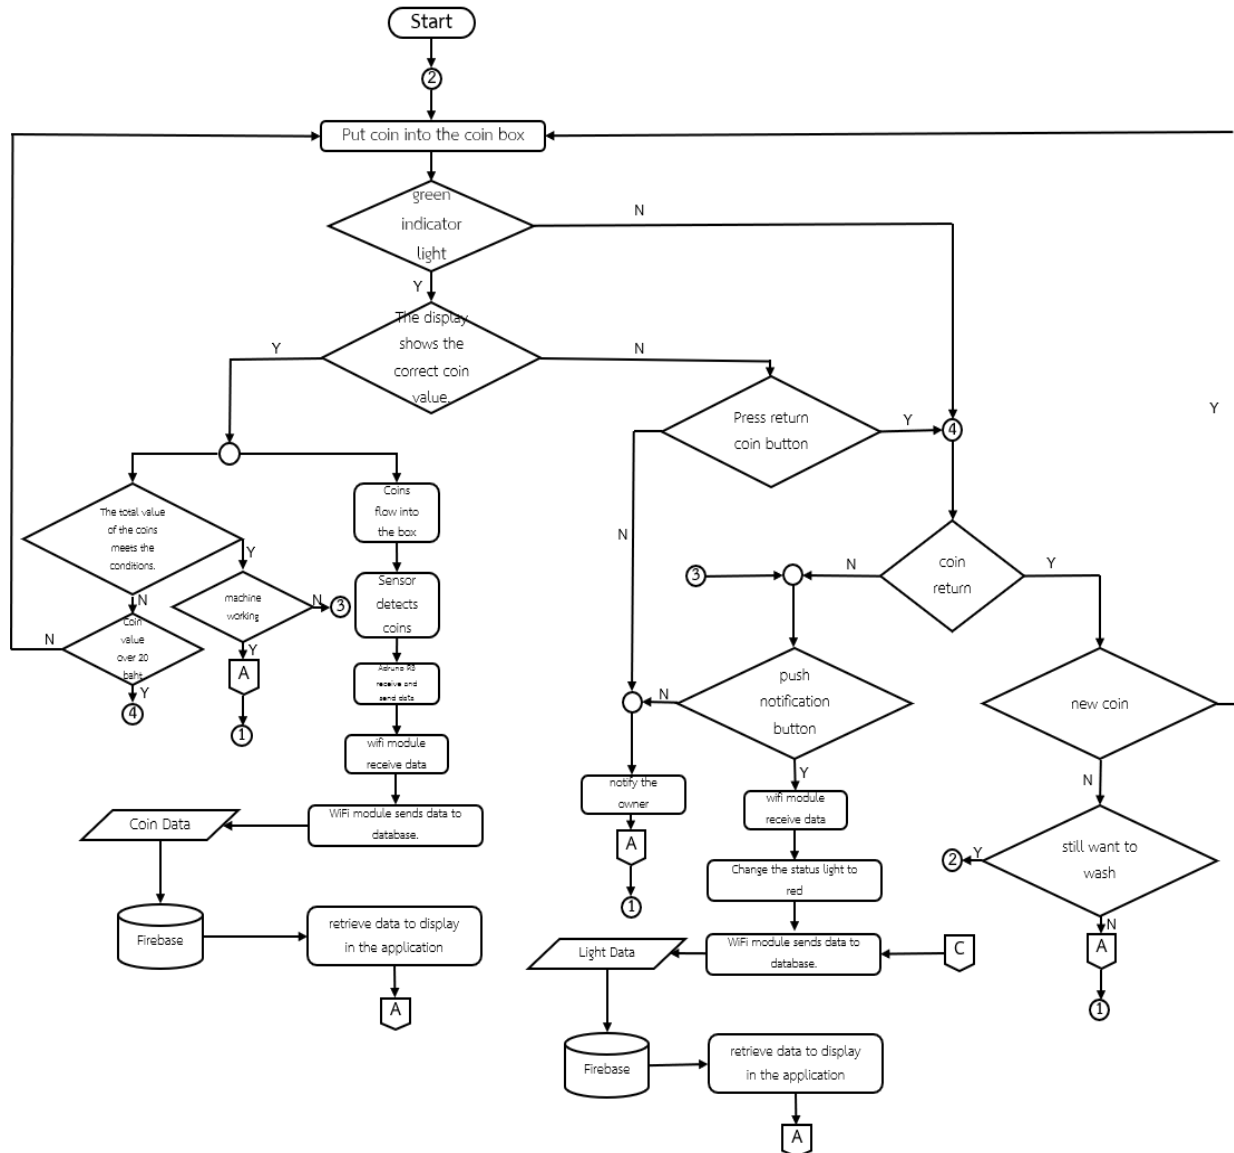 Start
2
Put coin into the coin box
green
indicator
light
N
Y
The display
shows the
correct coin
value.
Y
N
Press return
coin button
Y
4
N
Y
The total value
of the coins
meets the
conditions.
Y
N
machine
working
N
3
Y
A
1
Coin
value
over 20
baht
N
Y
4
Coins
flow into
the box
Sensor
detects
coins
receive and
send data
wifi module
receive data
WiFi module sends data to
database.
Coin Data
Firebase
retrieve data to display
in the application
A
3
coin
return
N
Y
push
notification
button
N
Y
notify the
owner
A
1
wifi module
receive data
Change the status light to
red
WiFi module sends data to
database.
C
Light Data
Firebase
retrieve data to display
in the application
A
new coin
N
still want to
wash
Y
2
N
A
1